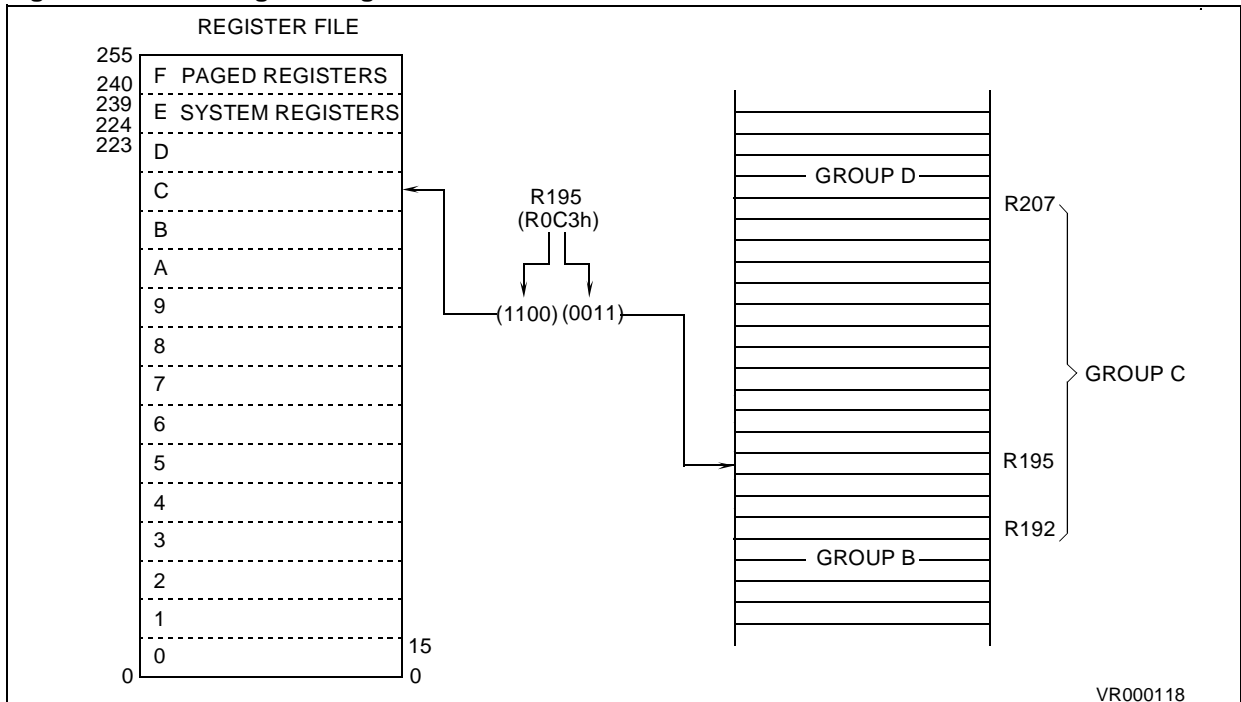 REGISTER FILE
255
240
239
224
223
F PAGED REGISTERS
E SYSTEM REGISTERS
D
C
B
A
9
8
7
6
5
4
3
2
1
0
15
0
0
R195
(R0C3h)
(1100) (0011)
GROUP D
R207
GROUP C
R195
R192
GROUP B
VR000118